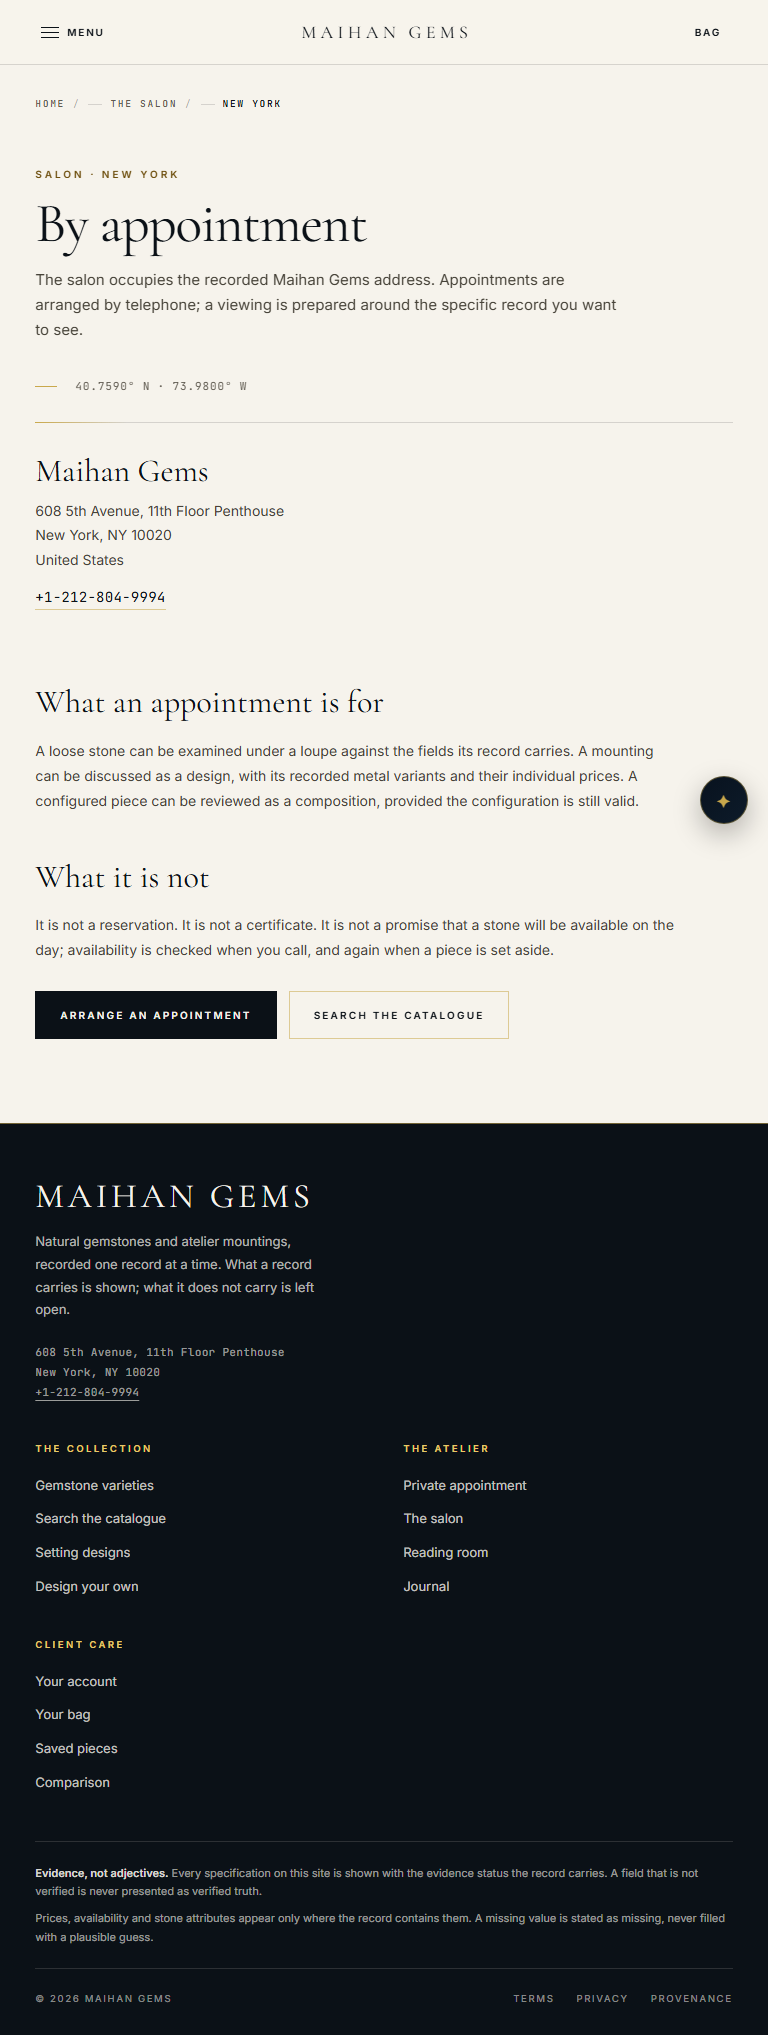 MENU
MAIHAN GEMS
BAG
HOME / THE SALON / NEW YORK
SALON · NEW YORK
By appointment
The salon occupies the recorded Maihan Gems address. Appointments are
arranged by telephone; a viewing is prepared around the specific record you want
to see.
40.7590° N · 73.9800° W
Maihan Gems
608 5th Avenue, 11th Floor Penthouse
New York, NY 10020
United States
+1-212-804-9994
What an appointment is for
A loose stone can be examined under a loupe against the fields its record carries. A mounting
can be discussed as a design, with its recorded metal variants and their individual prices. A
configured piece can be reviewed as a composition, provided the configuration is still valid.
What it is not
It is not a reservation. It is not a certificate. It is not a promise that a stone will be available on the
day; availability is checked when you call, and again when a piece is set aside.
ARRANGE AN APPOINTMENT
SEARCH THE CATALOGUE
MAIHAN GEMS
Natural gemstones and atelier mountings,
recorded one record at a time. What a record
carries is shown; what it does not carry is left
open.
608 5th Avenue, 11th Floor Penthouse
New York, NY 10020
+1-212-804-9994
THE COLLECTION
Gemstone varieties
Search the catalogue
Setting designs
Design your own
THE ATELIER
Private appointment
The salon
Reading room
Journal
CLIENT CARE
Your account
Your bag
Saved pieces
Comparison
Evidence, not adjectives. Every specification on this site is shown with the evidence status the record carries. A field that is not
verified is never presented as verified truth.
Prices, availability and stone attributes appear only where the record contains them. A missing value is stated as missing, never filled
with a plausible guess.
© 2026 MAIHAN GEMS
TERMS PRIVACY PROVENANCE